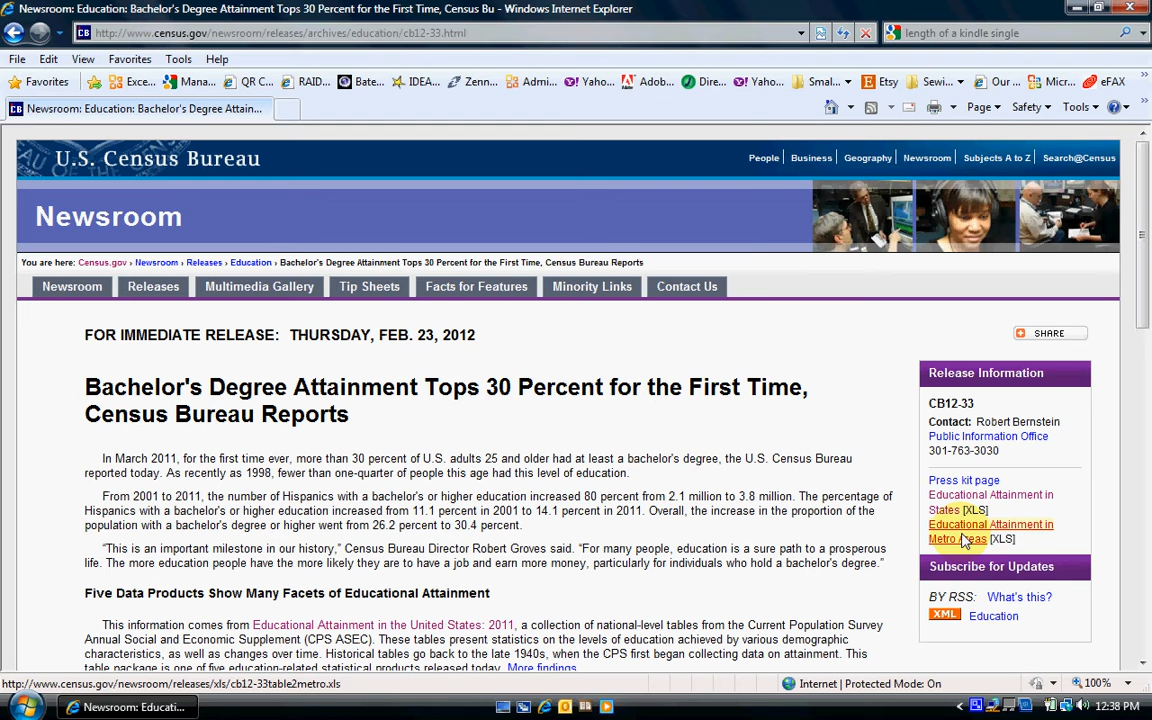 Newsroom: Education: Bachelor's Degree Attainment Tops 30 Percent for the First Time, Census Bu - Windows Internet Explorer
http://www.census.gov/newsroom/releases/archives/education/cb12-33.html
length of a kindle single
File Edit View Favorites Tools Help
Favorites Exce... Mana... QR C... RAID... Bate... IDEA... Zenn... Admi... Yaho... Adob... Dire... Yaho... Smal... Etsy Sewi... Our ... Micr... eFAX
CB Newsroom: Education: Bachelor's Degree Attain... Page Safety Tools
U.S. Census Bureau
People Business Geography Newsroom Subjects A to Z Search@Census
Newsroom
You are here: Census.gov › Newsroom › Releases › Education › Bachelor's Degree Attainment Tops 30 Percent for the First Time, Census Bureau Reports
Newsroom Releases Multimedia Gallery Tip Sheets Facts for Features Minority Links Contact Us
FOR IMMEDIATE RELEASE: THURSDAY, FEB. 23, 2012
SHARE
Bachelor's Degree Attainment Tops 30 Percent for the First Time,
Census Bureau Reports
In March 2011, for the first time ever, more than 30 percent of U.S. adults 25 and older had at least a bachelor's degree, the U.S. Census Bureau
reported today. As recently as 1998, fewer than one-quarter of people this age had this level of education.
From 2001 to 2011, the number of Hispanics with a bachelor's or higher education increased 80 percent from 2.1 million to 3.8 million. The percentage of
Hispanics with a bachelor's or higher education increased from 11.1 percent in 2001 to 14.1 percent in 2011. Overall, the increase in the proportion of the
population with a bachelor's degree or higher went from 26.2 percent to 30.4 percent.
“This is an important milestone in our history,” Census Bureau Director Robert Groves said. “For many people, education is a sure path to a prosperous
life. The more education people have the more likely they are to have a job and earn more money, particularly for individuals who hold a bachelor's degree.”
Five Data Products Show Many Facets of Educational Attainment
This information comes from Educational Attainment in the United States: 2011, a collection of national-level tables from the Current Population Survey
Annual Social and Economic Supplement (CPS ASEC). These tables present statistics on the levels of education achieved by various demographic
characteristics, as well as changes over time. Historical tables go back to the late 1940s, when the CPS first began collecting data on attainment. This
table package is one of five education-related statistical products released today. More findings.
Release Information
CB12-33
Contact: Robert Bernstein
Public Information Office
301-763-3030
Press kit page
Educational Attainment in
States [XLS]
Educational Attainment in
Metro Areas [XLS]
Subscribe for Updates
BY RSS: What's this?
XML Education
http://www.census.gov/newsroom/releases/xls/cb12-33table2metro.xls
Internet | Protected Mode: On
100%
Newsroom: Educati...
12:38 PM